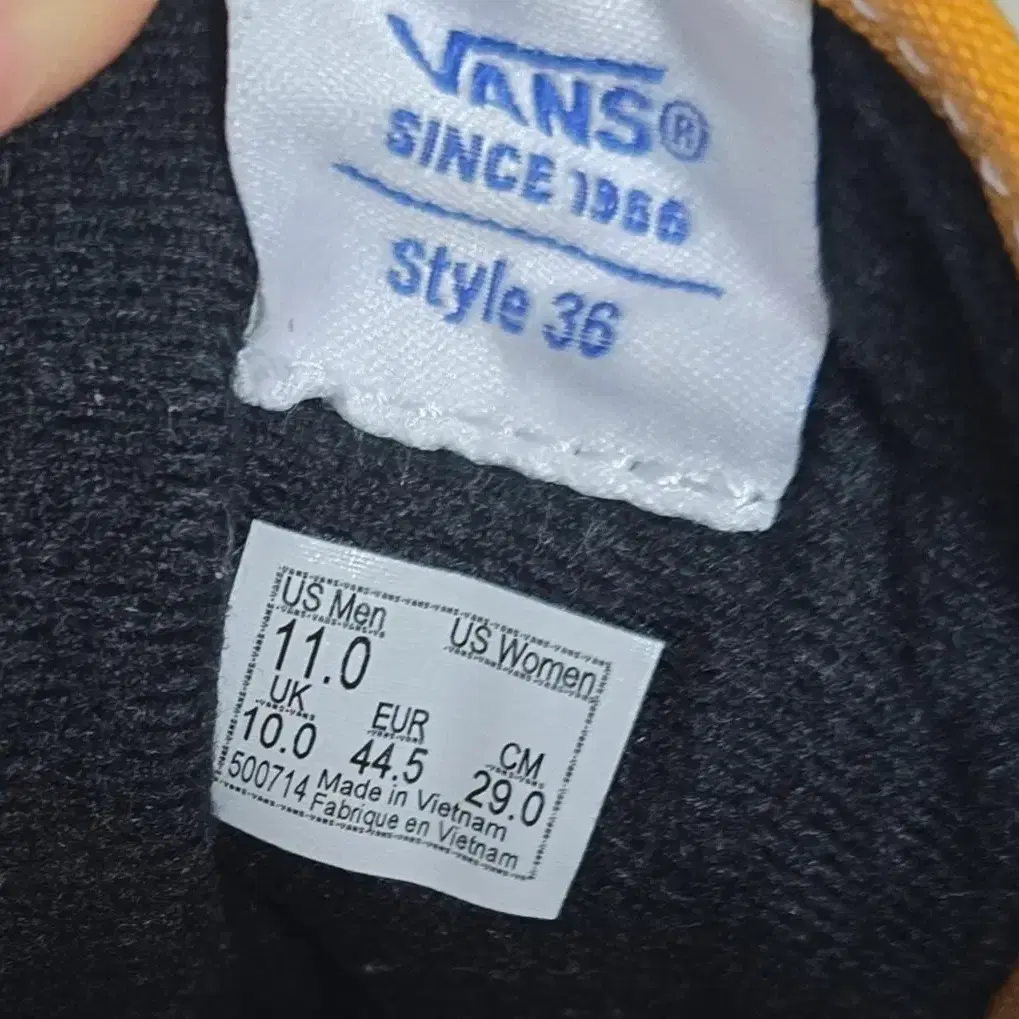 VANS®
SINCE 1966
Style 36
US Men US Women
11.0
UK EUR CM
10.0 44.5 29.0
500714 Made in Vietnam
Fabrique en Vietnam